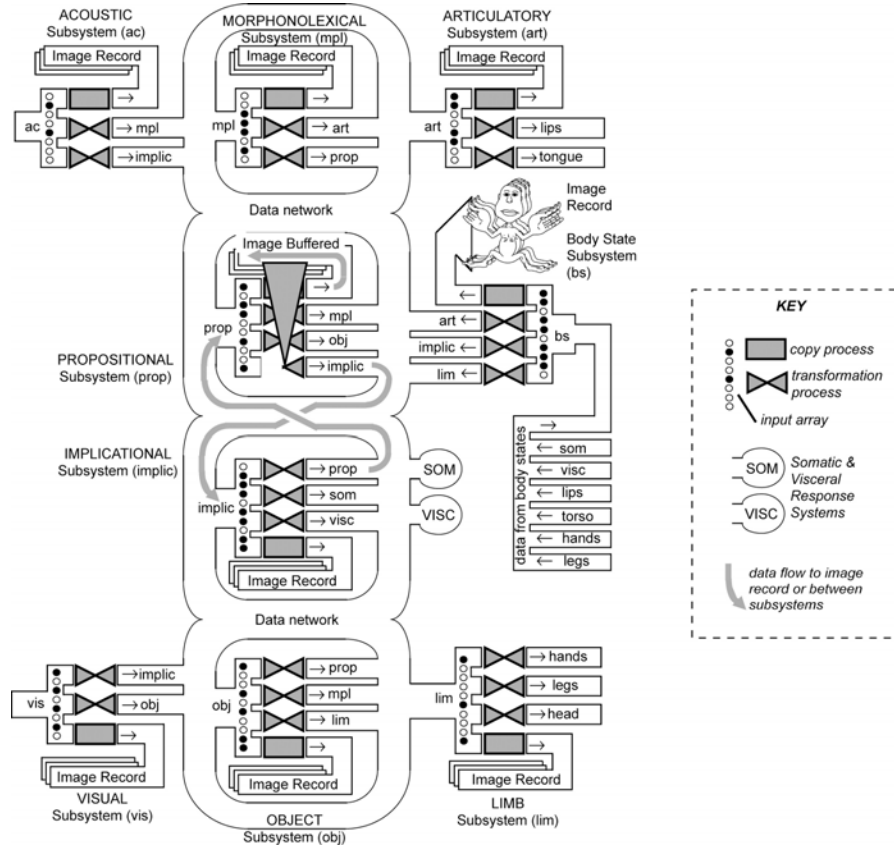 ACOUSTIC
Subsystem (ac)
Image Record
→
ac
→ mpl
→ implic
MORPHONOLEXICAL
Subsystem (mpl)
Image Record
→
mpl
→ art
→ prop
ARTICULATORY
Subsystem (art)
Image Record
→
art
→ lips
→ tongue
Data network
Image Buffered
→
prop
→ mpl
→ obj
→ implic
PROPOSITIONAL
Subsystem (prop)
Image
Record
Body State
Subsystem
(bs)
←
art ←
implic ←
lim ←
bs
data from body states
→
← som
← visc
← lips
← torso
← hands
← legs
IMPLICATIONAL
Subsystem (implic)
implic
→ prop
→ som
→ visc
→
Image Record
SOM
VISC
Data network
vis
→ implic
→ obj
→
Image Record
VISUAL
Subsystem (vis)
obj
→ prop
→ mpl
→ lim
→
Image Record
OBJECT
Subsystem (obj)
lim
→ hands
→ legs
→ head
→
Image Record
LIMB
Subsystem (lim)
KEY
copy process
transformation
process
input array
SOM
VISC
Somatic &
Visceral
Response
Systems
data flow to image
record or between
subsystems